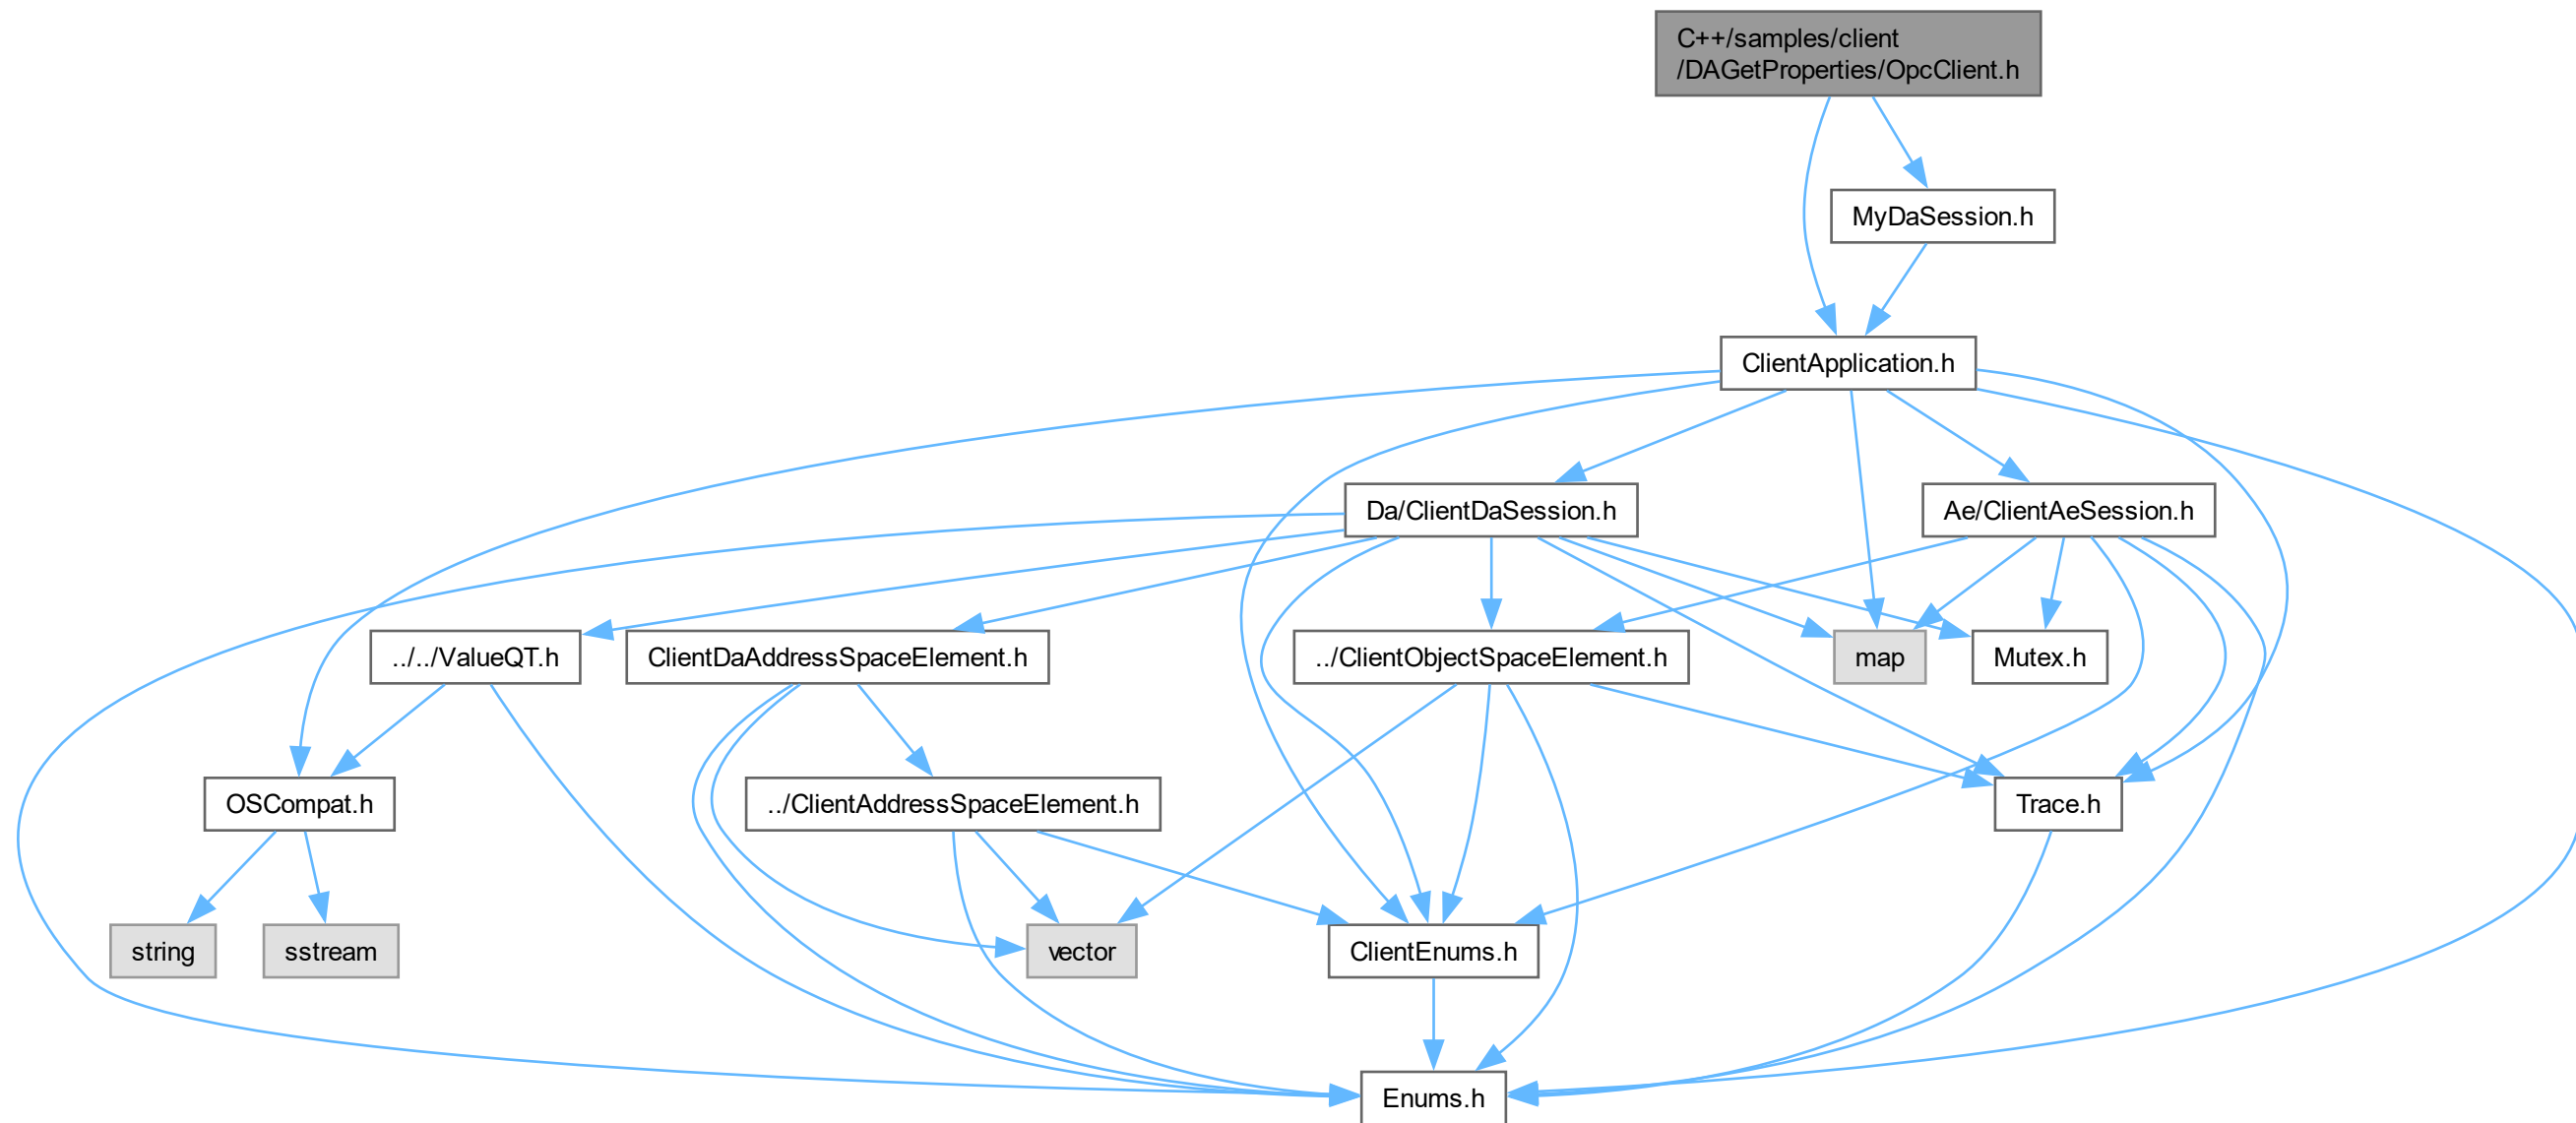 C++/samples/client
/DAGetProperties/OpcClient.h
MyDaSession.h
ClientApplication.h
Da/ClientDaSession.h
Ae/ClientAeSession.h
../../ValueQT.h
ClientDaAddressSpaceElement.h
../ClientObjectSpaceElement.h
map
Mutex.h
OSCompat.h
../ClientAddressSpaceElement.h
Trace.h
string
sstream
vector
ClientEnums.h
Enums.h